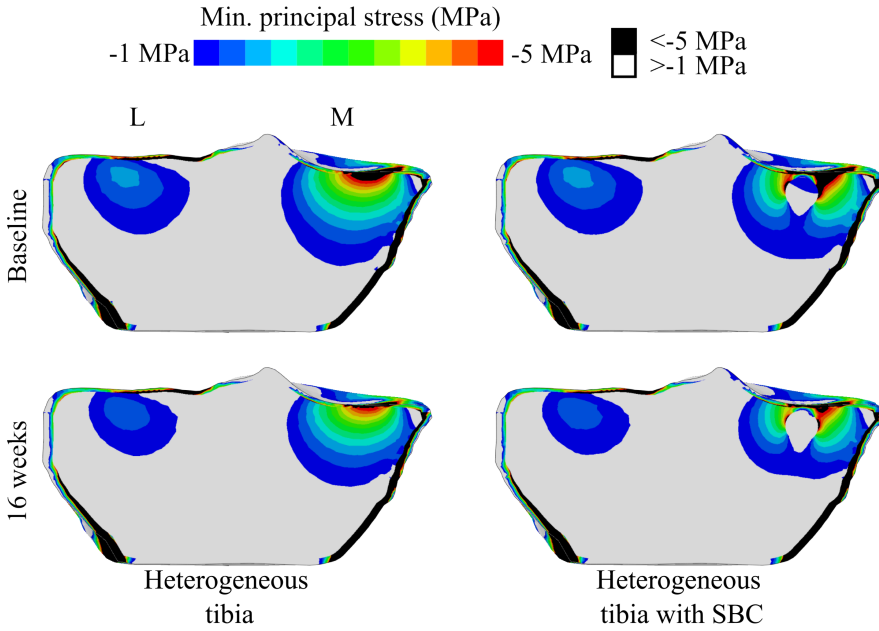 Min. principal stress (MPa)
-1 MPa
-5 MPa
<-5 MPa
>-1 MPa
L
M
Baseline
16 weeks
Heterogeneous
tibia
Heterogeneous
tibia with SBC